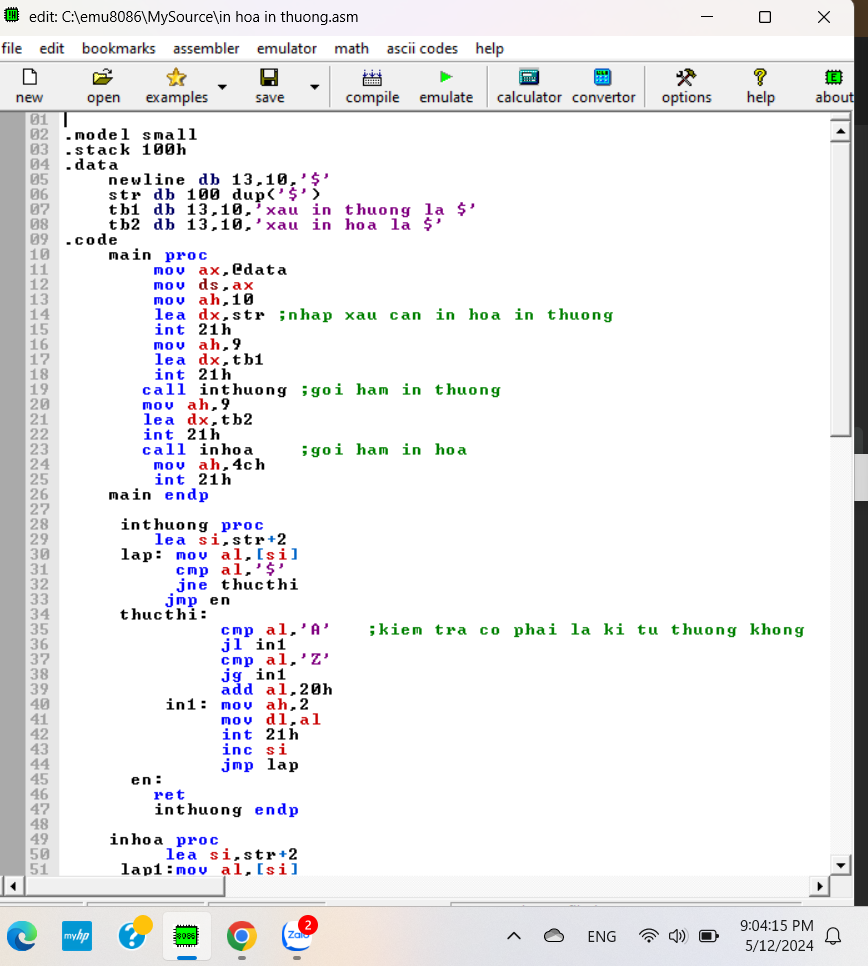 edit: C:\emu8086\MySource\in hoa in thuong.asm
file edit bookmarks assembler emulator math ascii codes help
new open examples save compile emulate calculator convertor options help about
01
02 .model small
03 .stack 100h
04 .data
05 newline db 13,10,'$'
06 str db 100 dup('$')
07 tb1 db 13,10,'xau in thuong la $'
08 tb2 db 13,10,'xau in hoa la $'
09 .code
10 main proc
11 mov ax,@data
12 mov ds,ax
13 mov ah,10
14 lea dx,str ;nhap xau can in hoa in thuong
15 int 21h
16 mov ah,9
17 lea dx,tb1
18 int 21h
19 call inthuong ;goi ham in thuong
20 mov ah,9
21 lea dx,tb2
22 int 21h
23 call inhoa ;goi ham in hoa
24 mov ah,4ch
25 int 21h
26 main endp
27
28 inthuong proc
29 lea si,str+2
30 lap: mov al,[si]
31 cmp al,'$'
32 jne thucthi
33 jmp en
34 thucthi:
35 cmp al,'A' ;kiem tra co phai la ki tu thuong khong
36 jl in1
37 cmp al,'Z'
38 jg in1
39 add al,20h
40 in1: mov ah,2
41 mov dl,al
42 int 21h
43 inc si
44 jmp lap
45 en:
46 ret
47 inthuong endp
48
49 inhoa proc
50 lea si,str+2
51 lap1:mov al,[si]
myhp ? 8086 Zalo 2 ENG 9:04:15 PM
5/12/2024